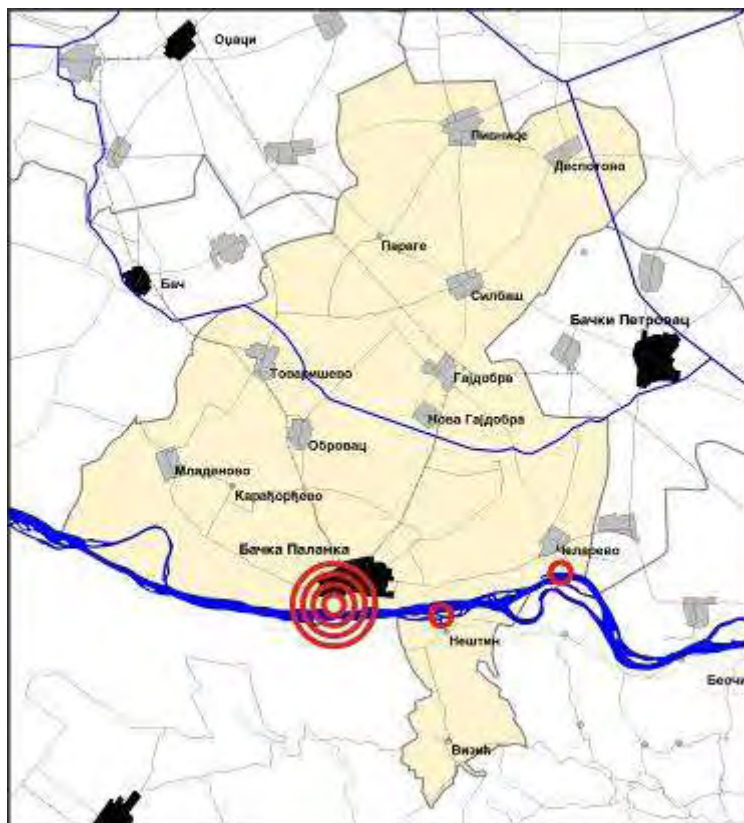 Оџаци
Пивнице
Деспотово
Параге
Бач
Силбаш
Бачки Петровац
Товаришево
Гајдобра
Нова Гајдобра
Обровац
Младеново
Карађорђево
Бачка Паланка
Челарево
Нештин
Беочи
Визић